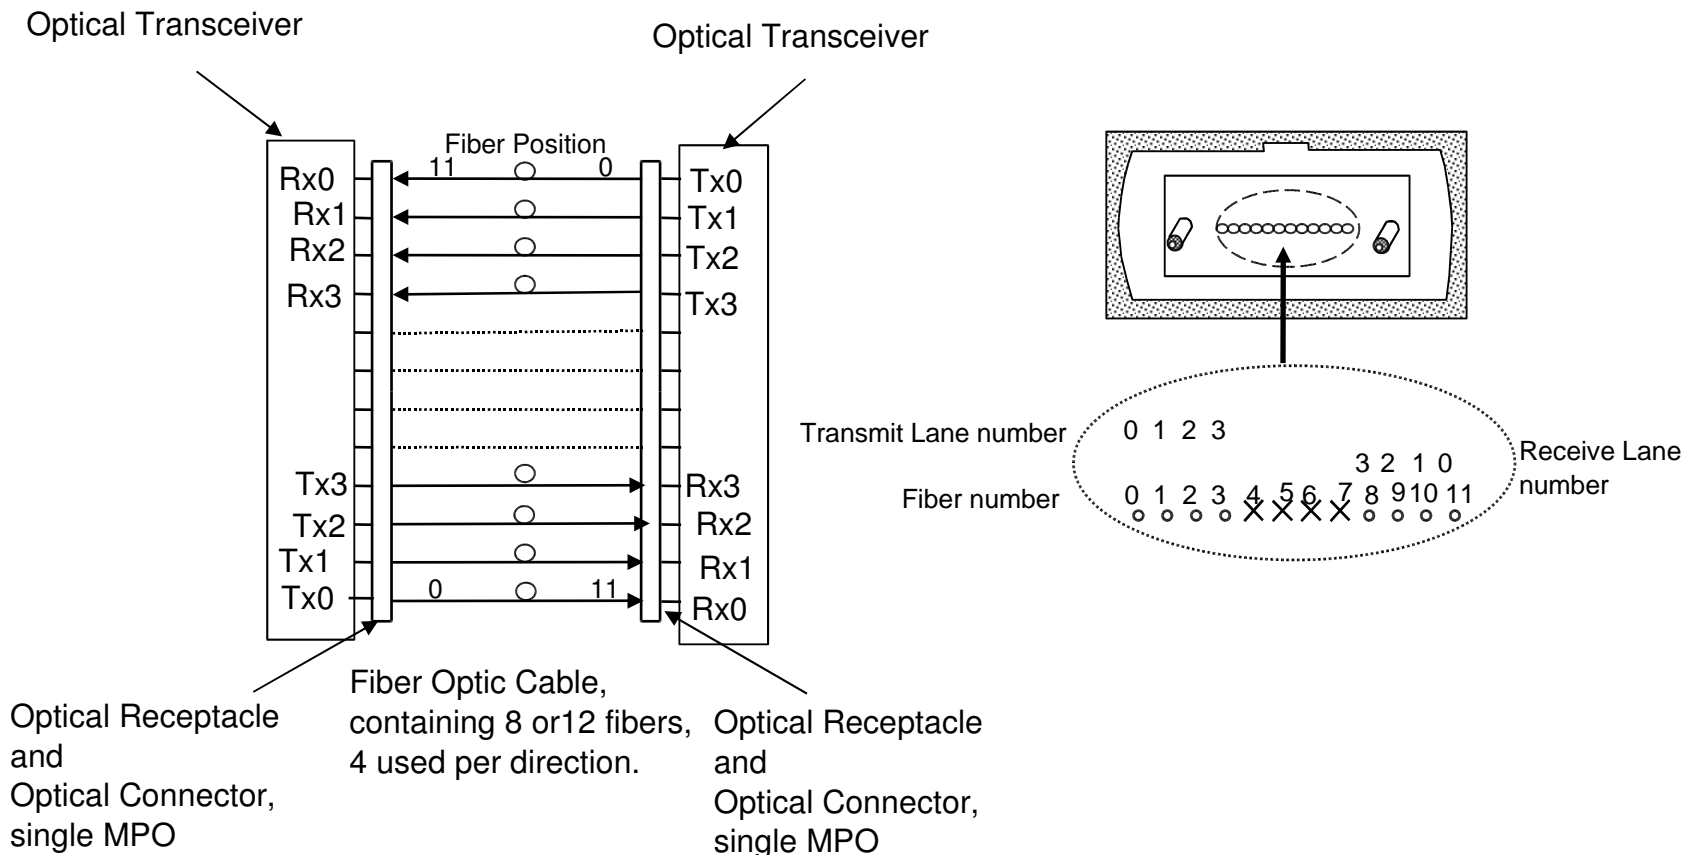 Optical Transceiver
Optical Transceiver
Fiber Position
11 0
Rx0 Tx0
Rx1 Tx1
Rx2 Tx2
Rx3 Tx3
Tx3 Rx3
Tx2 Rx2
Tx1 Rx1
0 11
Tx0 Rx0
Optical Receptacle
and
Optical Connector,
single MPO
Fiber Optic Cable,
containing 8 or12 fibers,
4 used per direction.
Optical Receptacle
and
Optical Connector,
single MPO
Transmit Lane number 0 1 2 3
3 2 1 0
Receive Lane
number
Fiber number 0 1 2 3 4 5 6 7 8 9 10 11